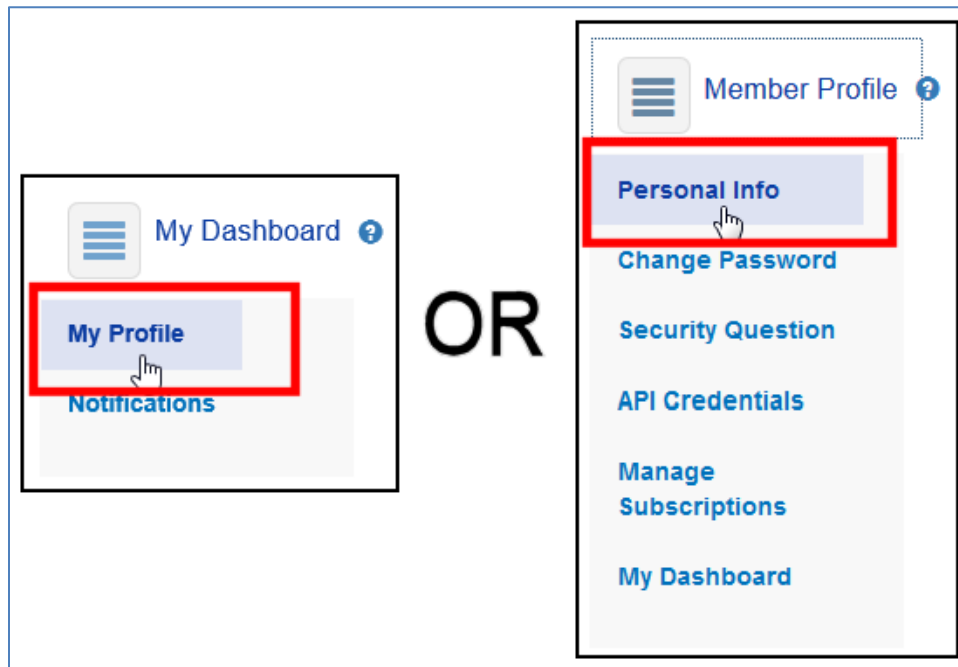 My Dashboard ?
My Profile
Notifications
OR
Member Profile ?
Personal Info
Change Password
Security Question
API Credentials
Manage
Subscriptions
My Dashboard